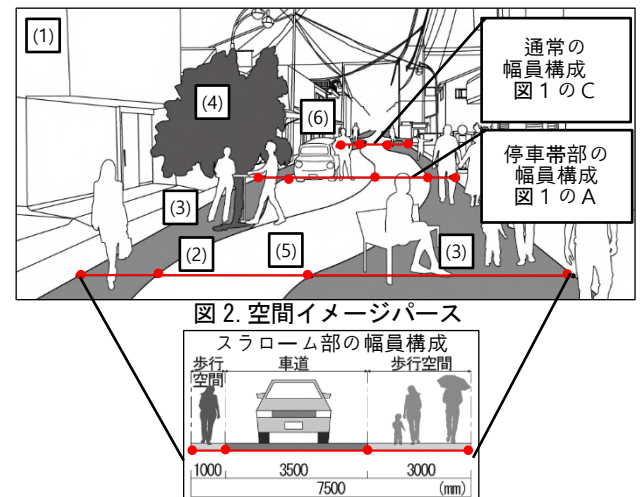 (1)
通常の
幅員構成
図1のC
(4)
(6)
停車帯部の
幅員構成
図1のA
(3)
(2)
(5)
(3)
図2.空間イメージパース
スラローム部の幅員構成
歩行
空間
車道
歩行空間
1000
3500
3000
7500
(mm)